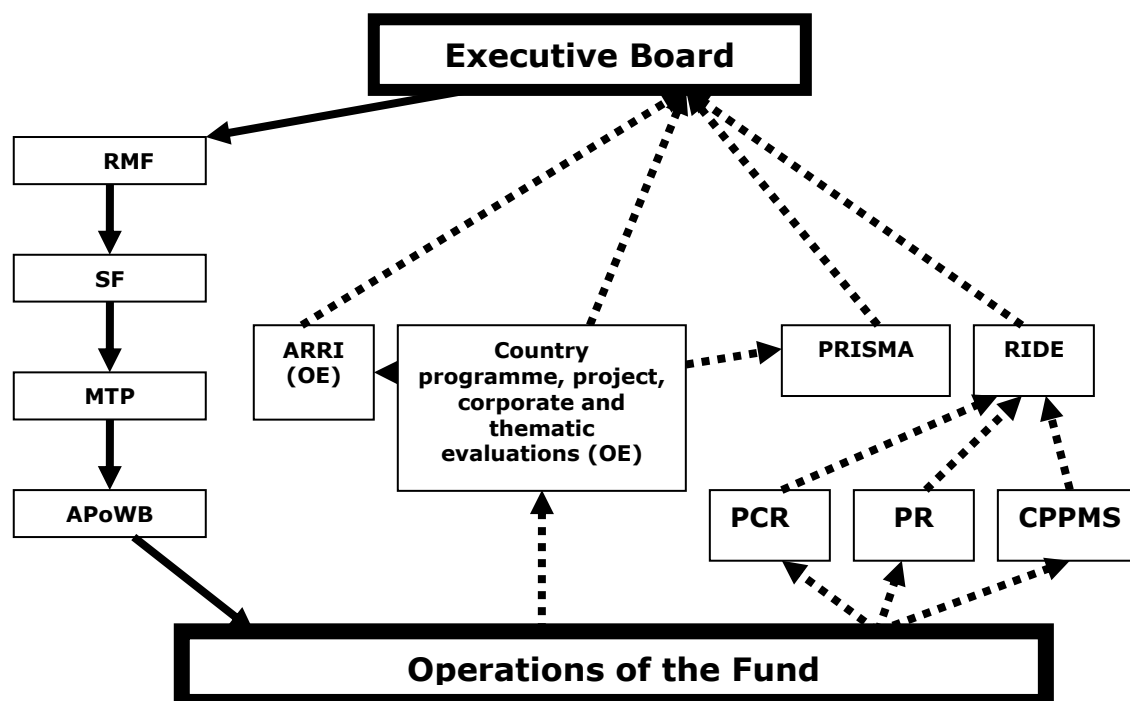 Executive Board
RMF
SF
MTP
APoWB
ARRI
(OE)
Country
programme, project,
corporate and
thematic
evaluations (OE)
PRISMA
RIDE
PCR
PR
CPPMS
Operations of the Fund